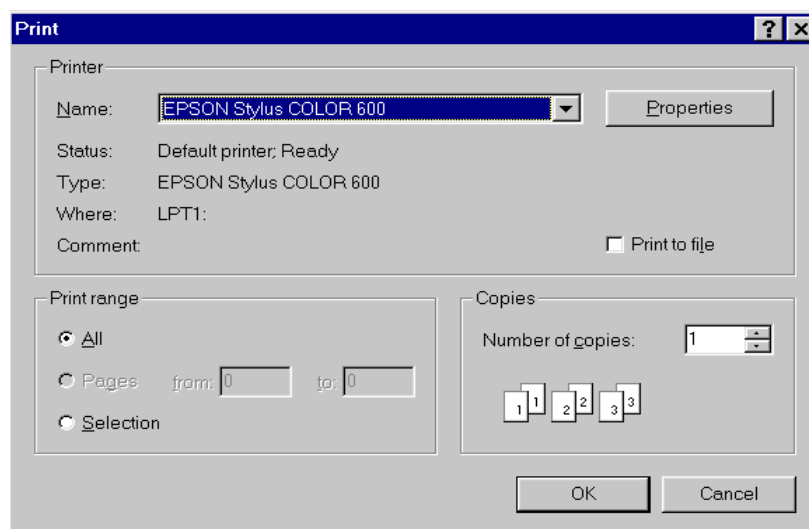 Print
Printer
Name: EPSON Stylus COLOR 600 Properties
Status: Default printer; Ready
Type: EPSON Stylus COLOR 600
Where: LPT1:
Comment: Print to file
Print range
All
Pages from: 0 to: 0
Selection
Copies
Number of copies: 1
1 1 2 2 3 3
OK Cancel